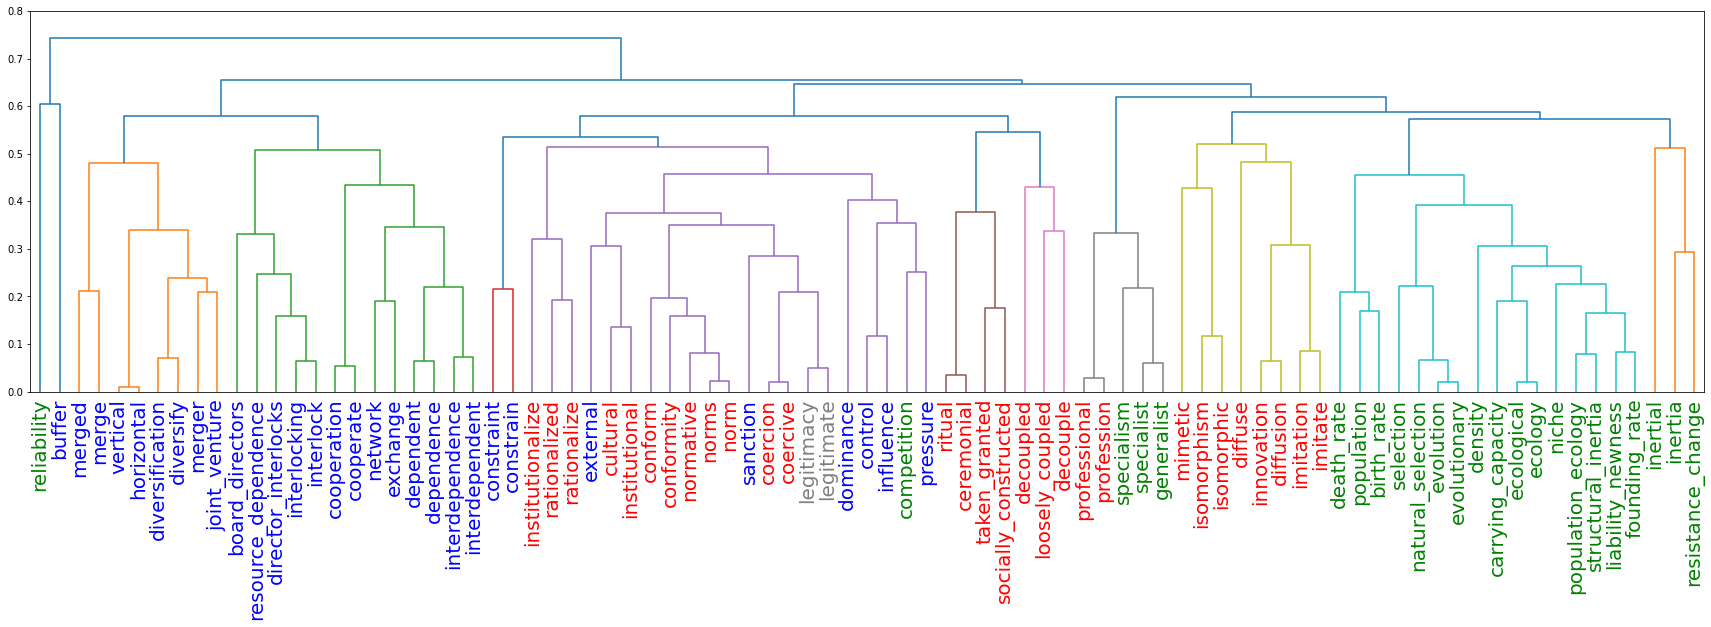 0.8
0.7
0.6
0.5
0.4
0.3
0.2
0.1
0.0
reliability
buffer
merged
merge
vertical
horizontal
diversification
diversify
merger
joint_venture
board_directors
resource_dependence
director_interlocks
interlocking
interlock
cooperation
cooperate
network
exchange
dependent
dependence
interdependence
interdependent
constraint
constrain
institutionalize
rationalized
rationalize
external
cultural
institutional
conform
conformity
normative
norms
norm
sanction
coercion
coercive
legitimacy
legitimate
dominance
control
influence
competition
pressure
ritual
ceremonial
taken_granted
socially_constructed
decoupled
loosely_coupled
decouple
professional
profession
specialism
specialist
generalist
mimetic
isomorphism
isomorphic
diffuse
innovation
diffusion
imitation
imitate
death_rate
population
birth_rate
selection
natural_selection
evolution
evolutionary
density
carrying_capacity
ecological
ecology
niche
population_ecology
structural_inertia
liability_newness
founding_rate
inertial
inertia
resistance_change